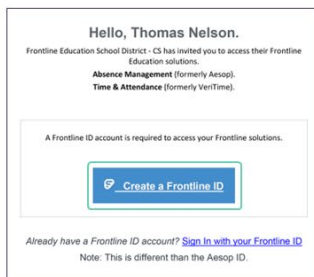 Hello, Thomas Nelson.
Frontline Education School District - CS has invited you to access their Frontline
Education solutions.
Absence Management (formerly Aesop).
Time & Attendance (formerly VeriTime).
A Frontline ID account is required to access your Frontline solutions.
Create a Frontline ID
Already have a Frontline ID account? Sign In with your Frontline ID
Note: This is different than the Aesop ID.